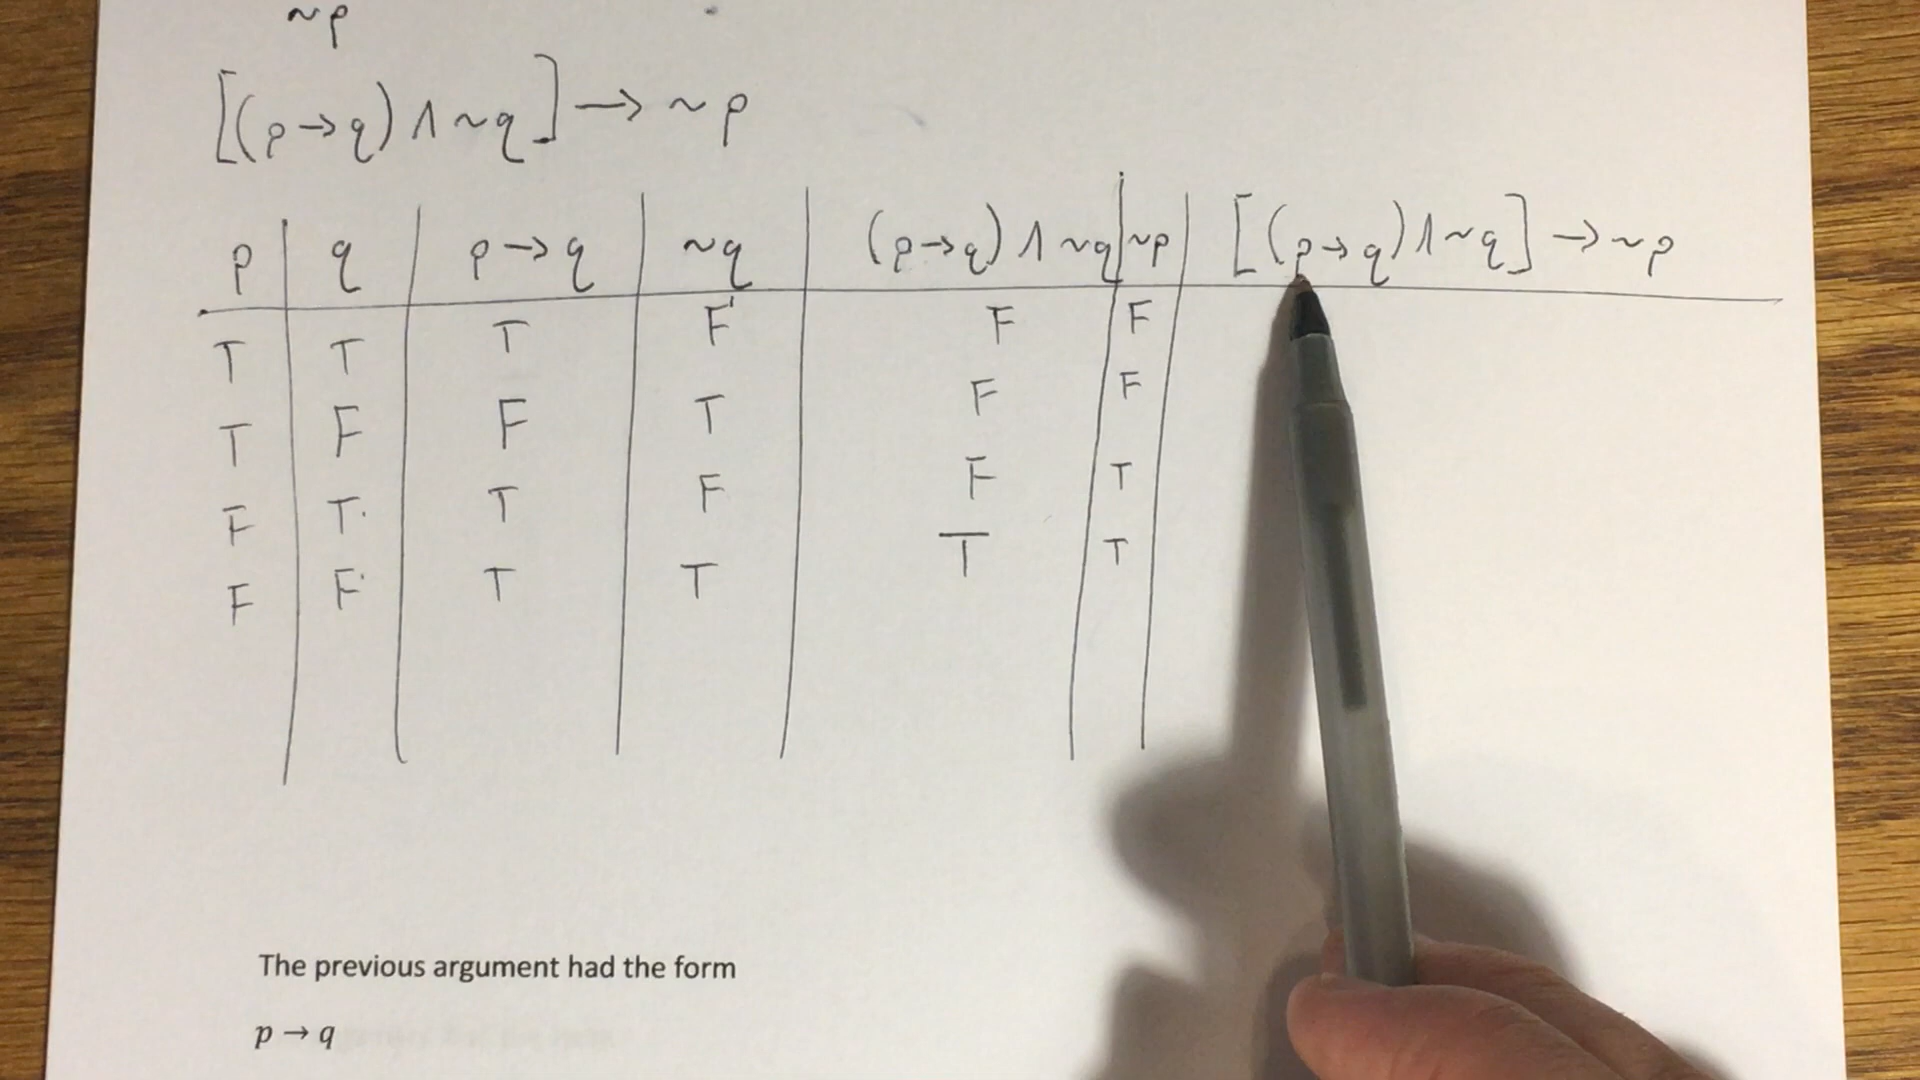 ~p
[(p→q)∧~q]→~p
p q p→q ~q (p→q)∧~q ~p [(p→q)∧~q]→~p
T T T F F F
T F F T F F
F T T F F T
F F T T T T
The previous argument had the form
p → q